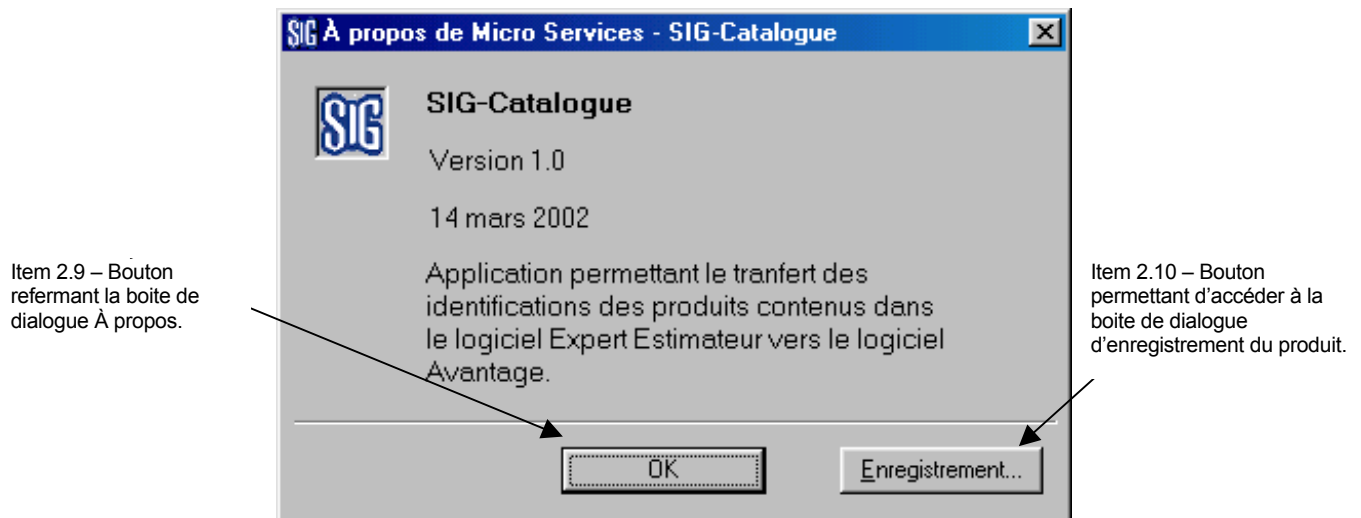 SIG À propos de Micro Services - SIG-Catalogue
SIG
SIG-Catalogue
Version 1.0
14 mars 2002
Application permettant le tranfert des
identifications des produits contenus dans
le logiciel Expert Estimateur vers le logiciel
Avantage.
Item 2.9 – Bouton
refermant la boite de
dialogue À propos.
Item 2.10 – Bouton
permettant d’accéder à la
boite de dialogue
d’enregistrement du produit.
OK
Enregistrement...